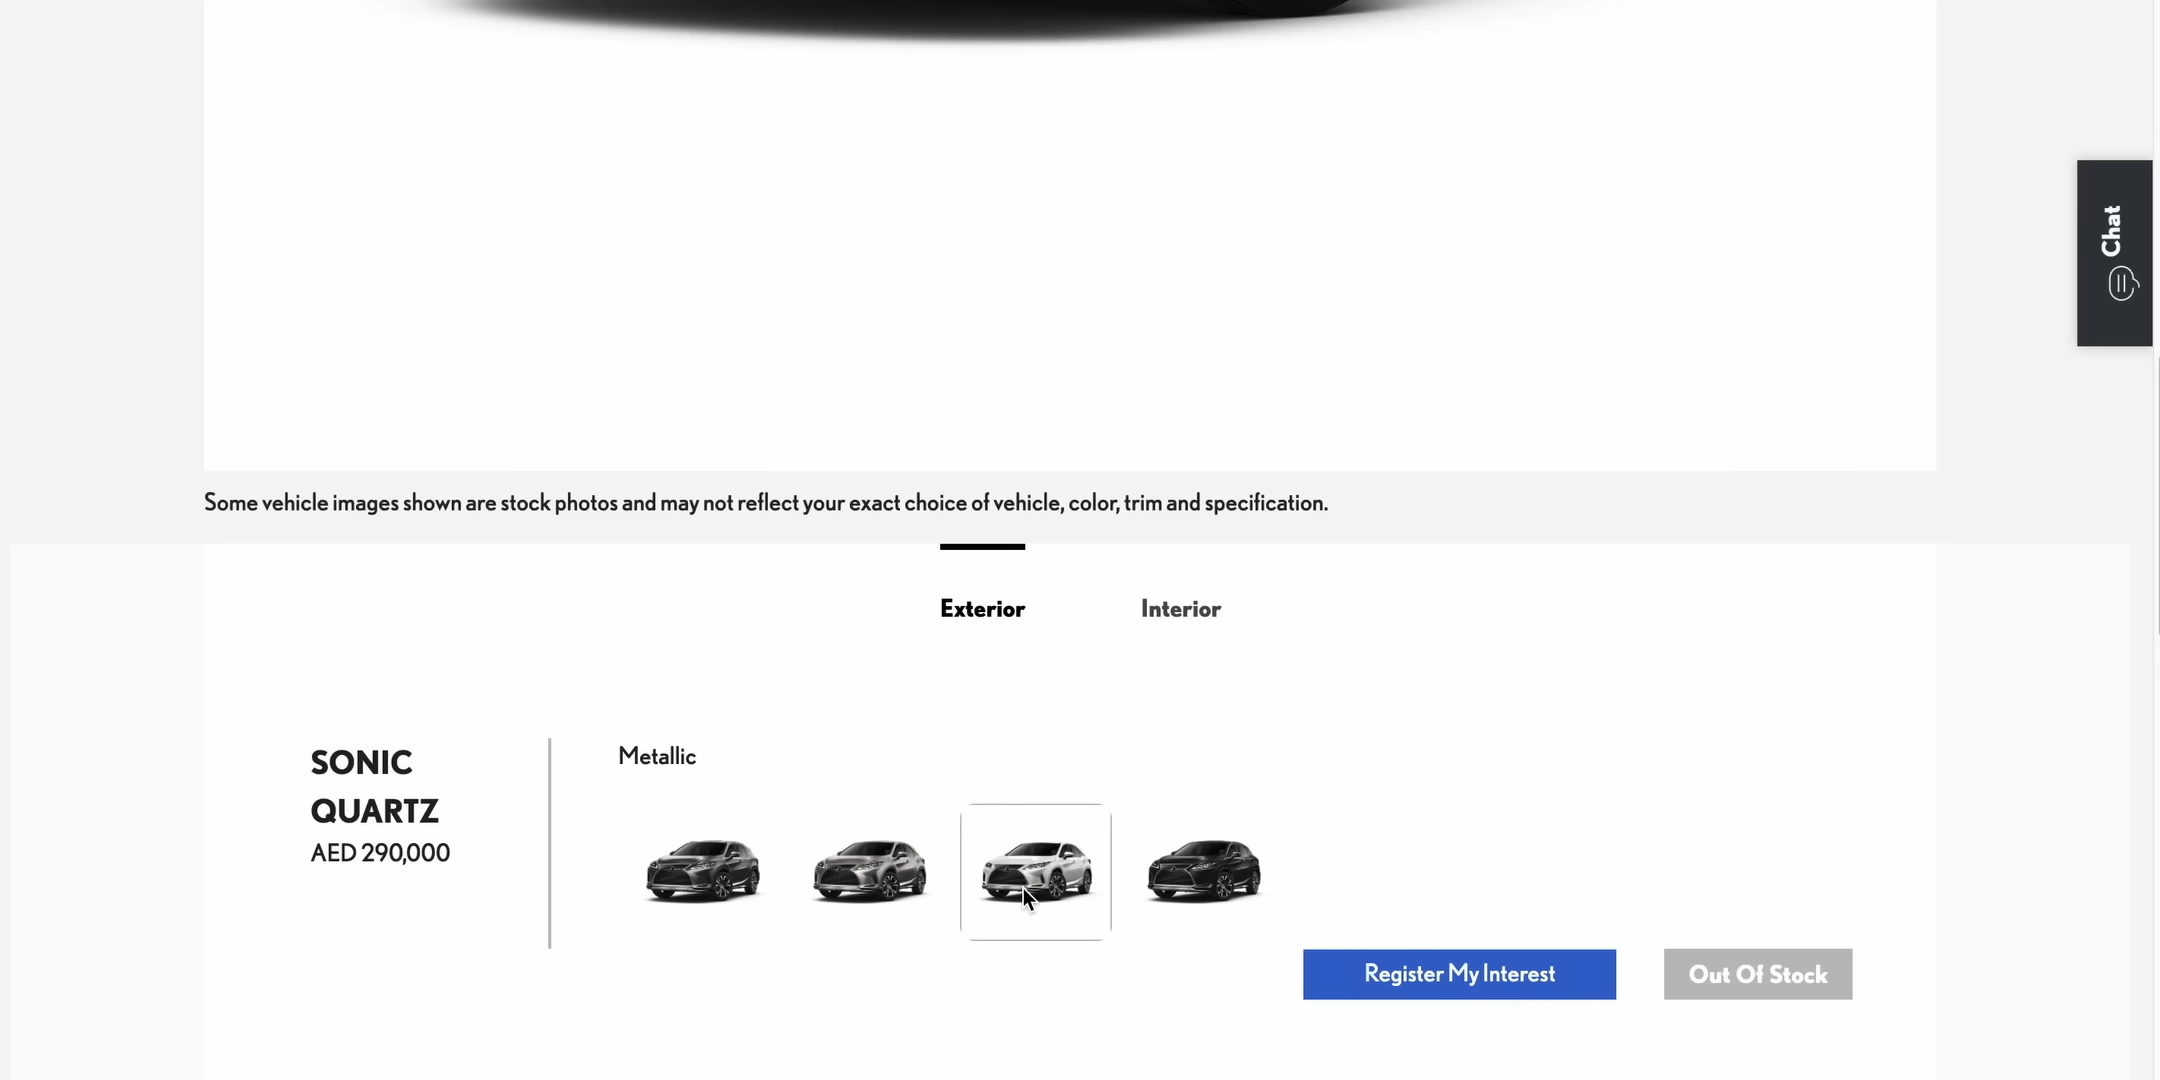 Chat
Some vehicle images shown are stock photos and may not reflect your exact choice of vehicle, color, trim and specification.
Exterior
Interior
SONIC
QUARTZ
AED 290,000
Metallic
Register My Interest
Out Of Stock